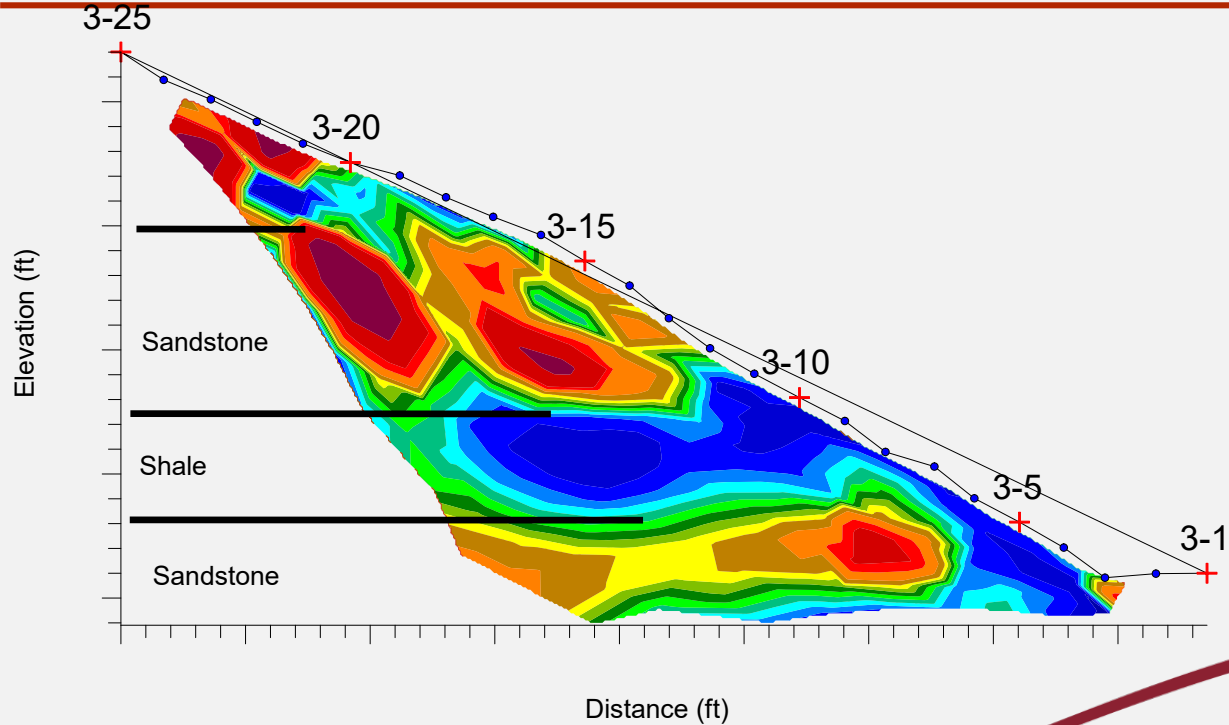 3-25
3-20
3-15
3-10
3-5
3-1
Elevation (ft)
Sandstone
Shale
Sandstone
Distance (ft)